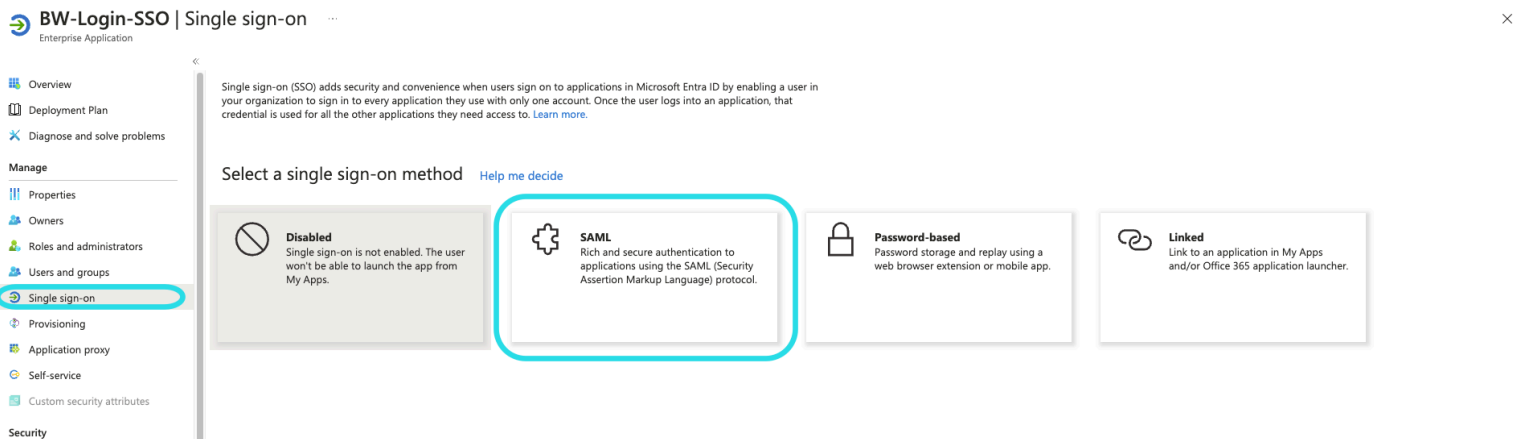 BW-Login-SSO | Single sign-on ...
Enterprise Application
Overview
Deployment Plan
Diagnose and solve problems
Manage
Properties
Owners
Roles and administrators
Users and groups
Single sign-on
Provisioning
Application proxy
Self-service
Custom security attributes
Security
Single sign-on (SSO) adds security and convenience when users sign on to applications in Microsoft Entra ID by enabling a user in
your organization to sign in to every application they use with only one account. Once the user logs into an application, that
credential is used for all the other applications they need access to. Learn more.
Select a single sign-on method Help me decide
Disabled
Single sign-on is not enabled. The user
won't be able to launch the app from
My Apps.
SAML
Rich and secure authentication to
applications using the SAML (Security
Assertion Markup Language) protocol.
Password-based
Password storage and replay using a
web browser extension or mobile app.
Linked
Link to an application in My Apps
and/or Office 365 application launcher.